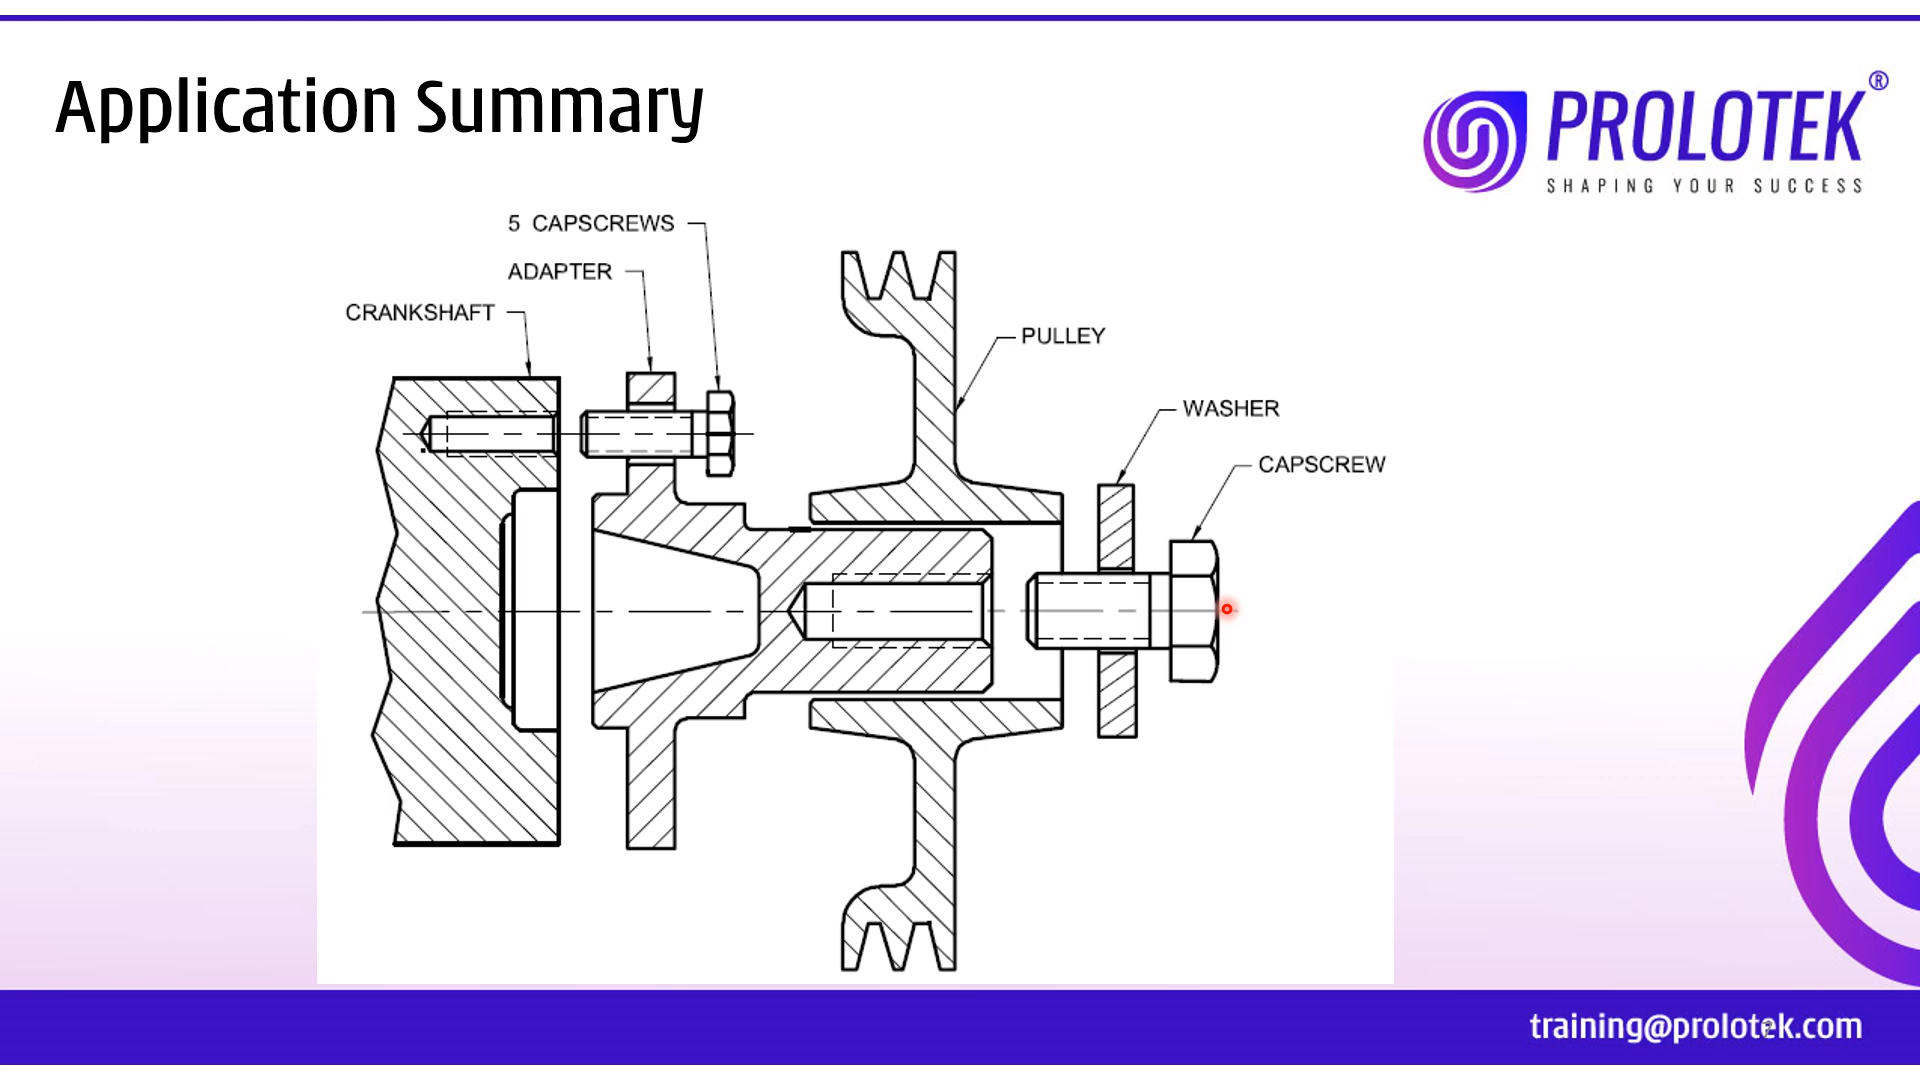 Application Summary
PROLOTEK®
SHAPING YOUR SUCCESS
5 CAPSCREWS
ADAPTER
CRANKSHAFT
PULLEY
WASHER
CAPSCREW
training@prolotek.com